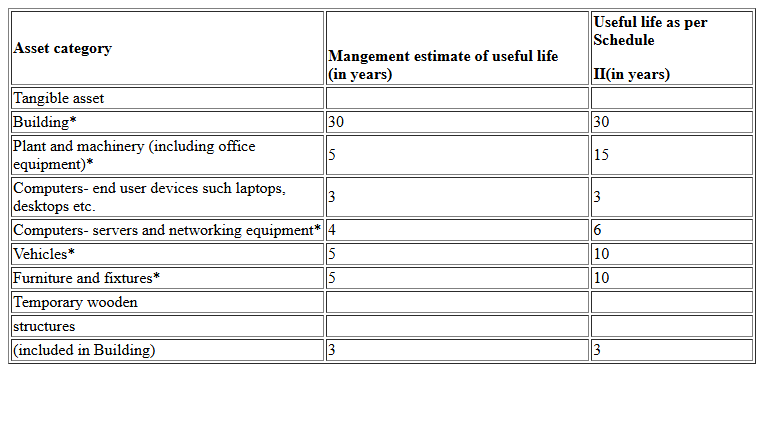 Asset category
Mangement estimate of useful life
(in years)
Useful life as per
Schedule
II(in years)
Tangible asset
Building*
30
30
Plant and machinery (including office
equipment)*
5
15
Computers- end user devices such laptops,
desktops etc.
3
3
Computers- servers and networking equipment*
4
6
Vehicles*
5
10
Furniture and fixtures*
5
10
Temporary wooden
structures
(included in Building)
3
3